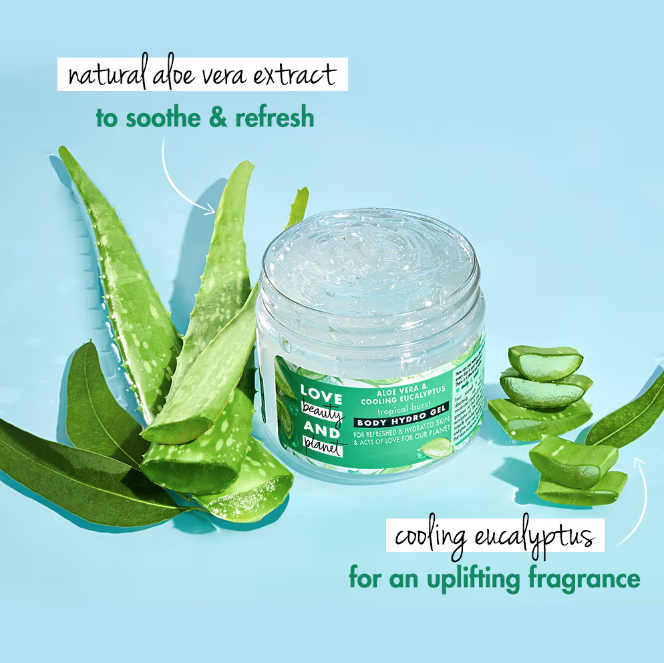 natural aloe vera extract
to soothe & refresh
LOVE
beauty
AND
planet
ALOE VERA &
COOLING EUCALYPTUS
tropical burst
BODY HYDRO GEL
FOR REFRESHED & HYDRATED SKIN
& ACTS OF LOVE FOR OUR PLANET
cooling eucalyptus
for an uplifting fragrance